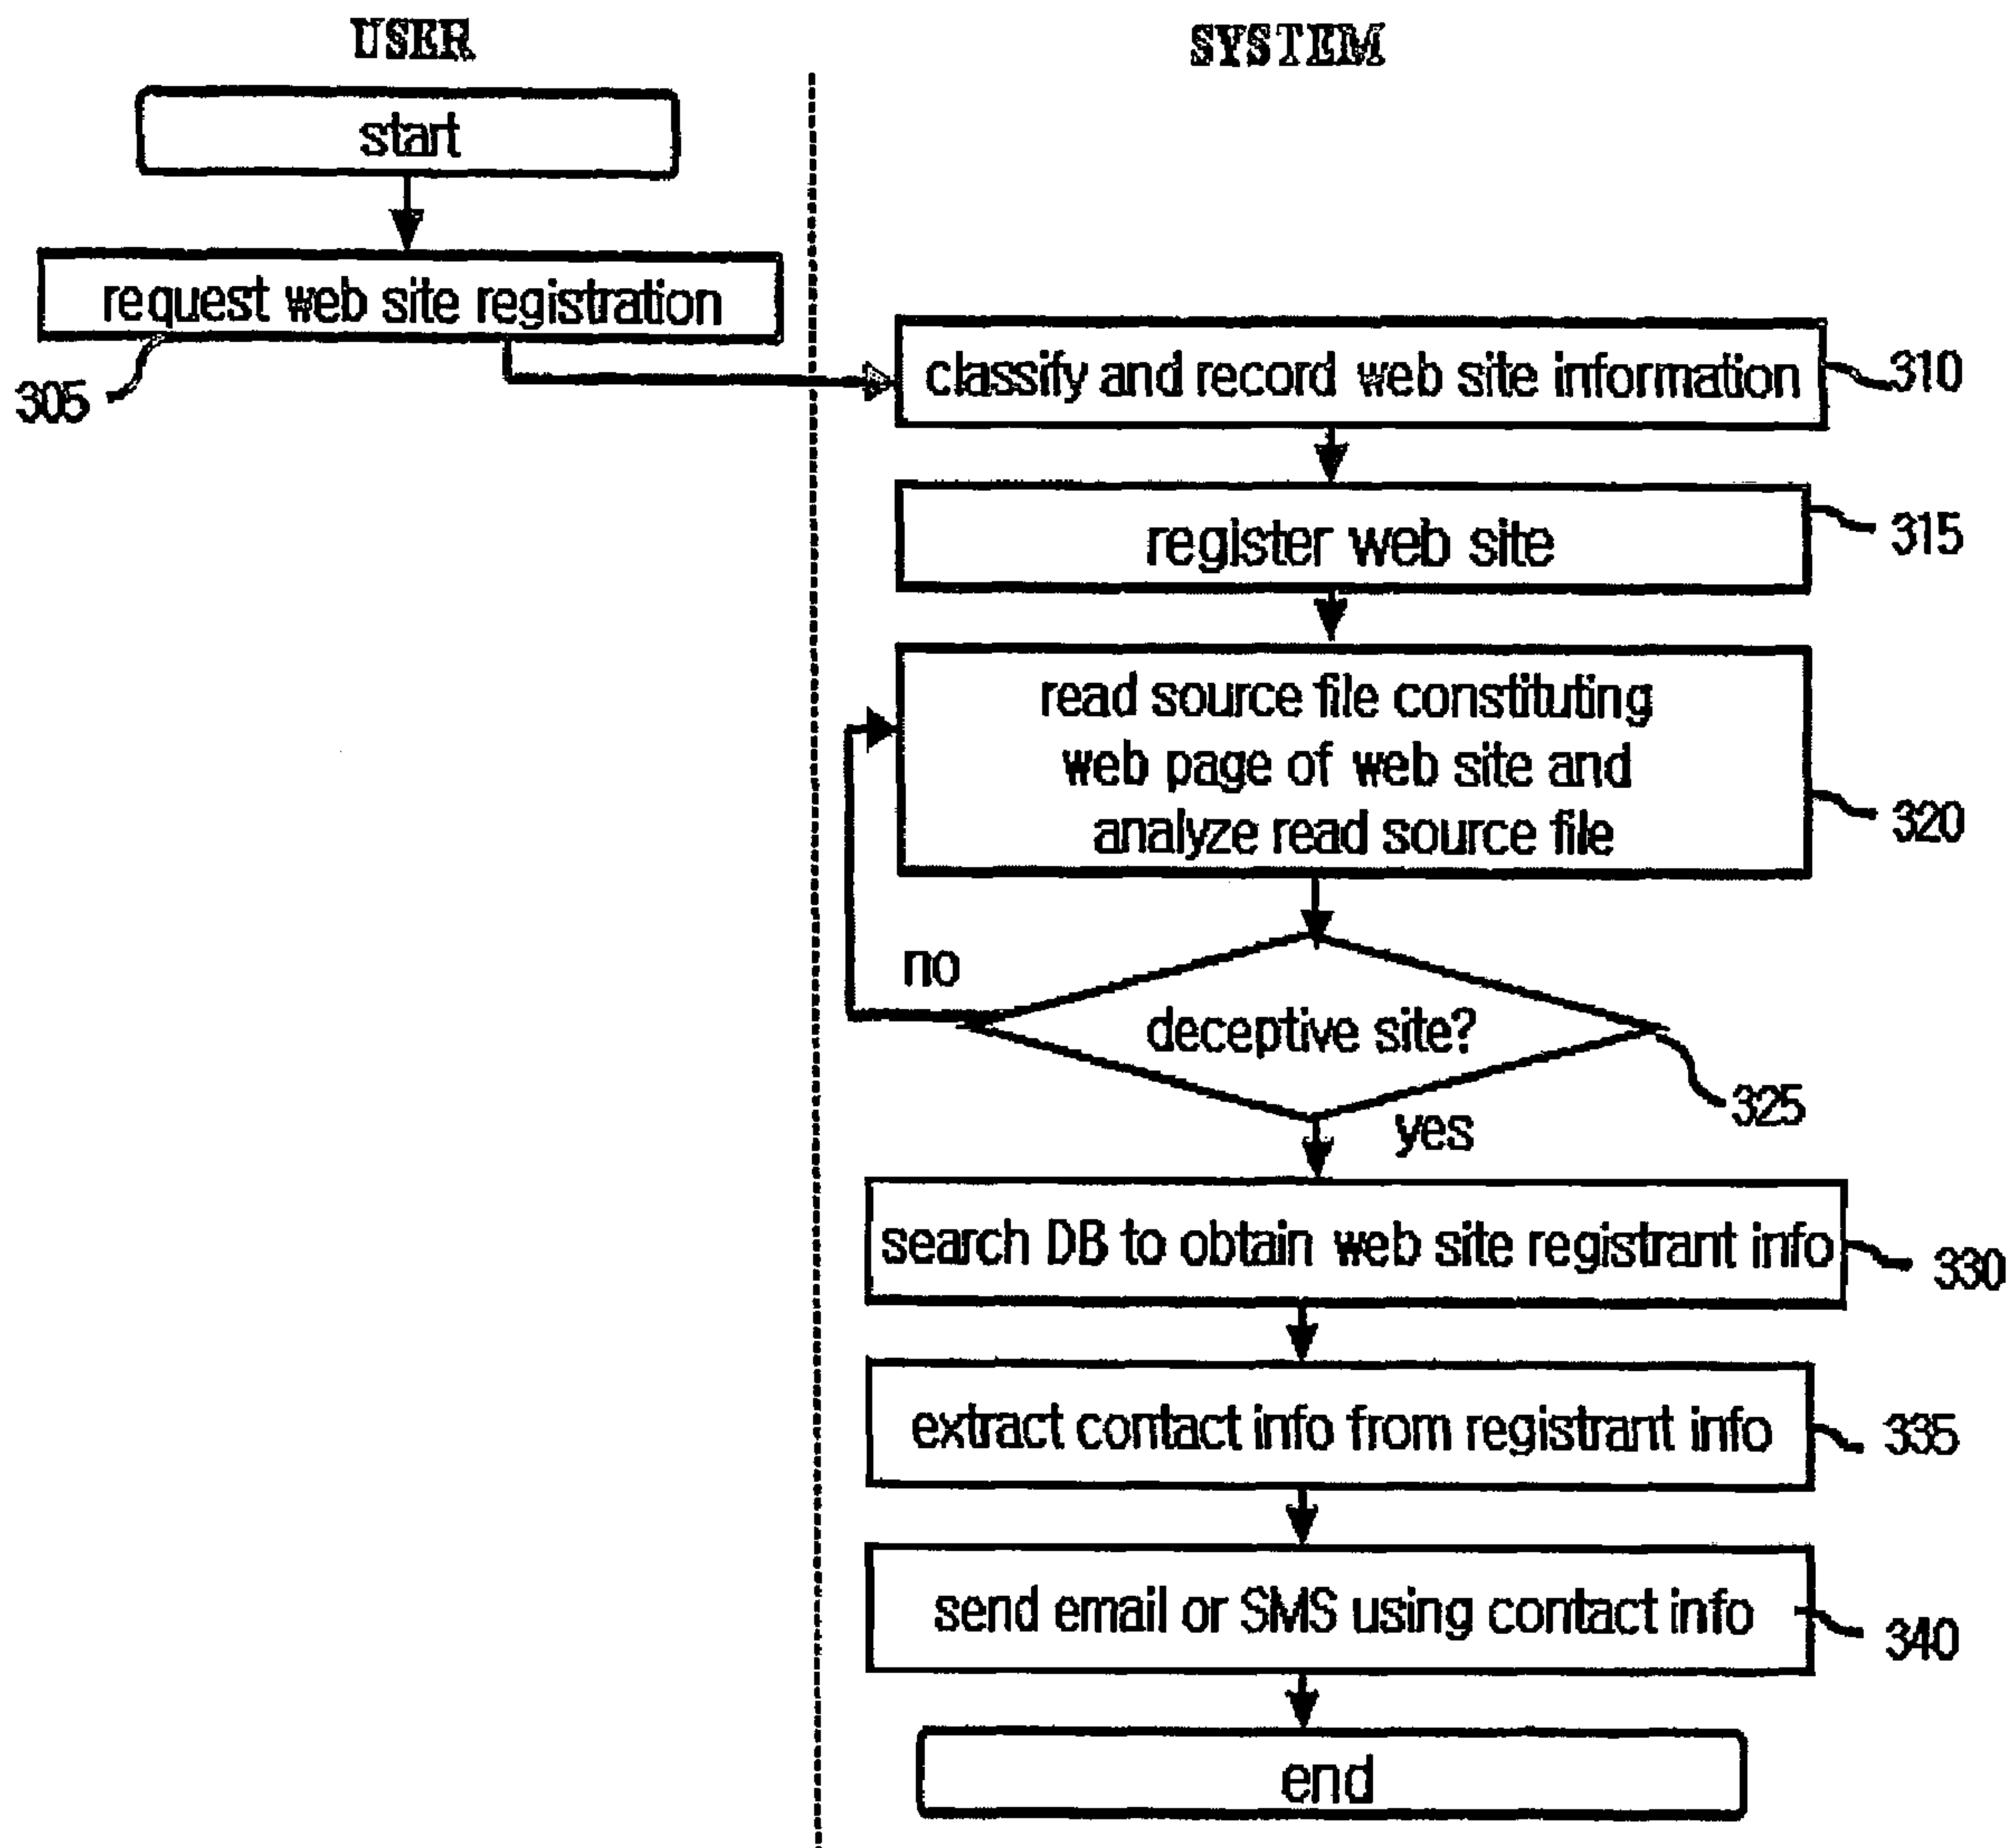 USER
SYSTEM
start
request web site registration
305
classify and record web site information
310
register web site
315
read source file constituting
web page of web site and
analyze read source file
320
no
deceptive site?
325
yes
search DB to obtain web site registrant info
330
extract contact info from registrant info
335
send email or SMS using contact info
340
end